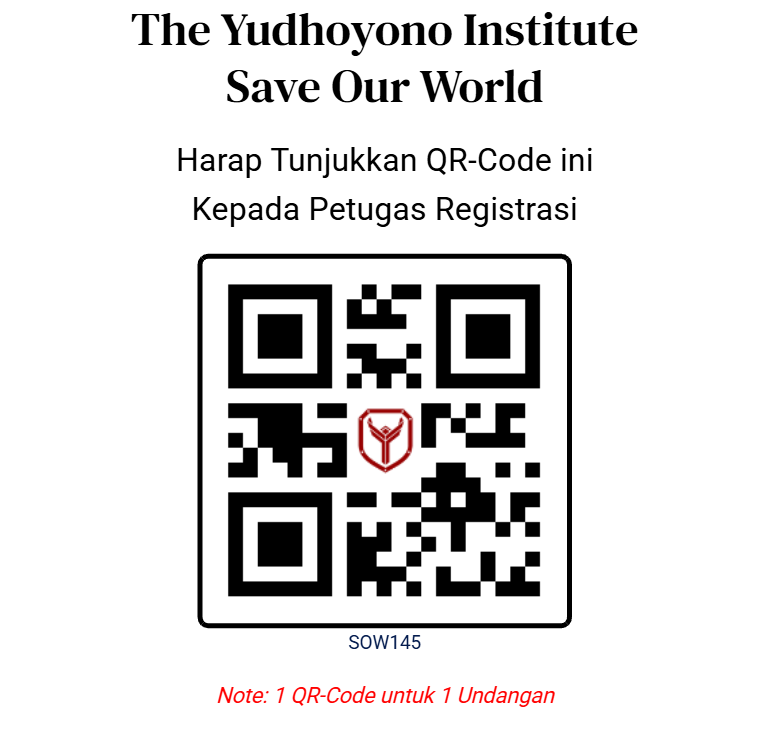 The Yudhoyono Institute
Save Our World
Harap Tunjukkan QR-Code ini
Kepada Petugas Registrasi
SOW145
Note: 1 QR-Code untuk 1 Undangan